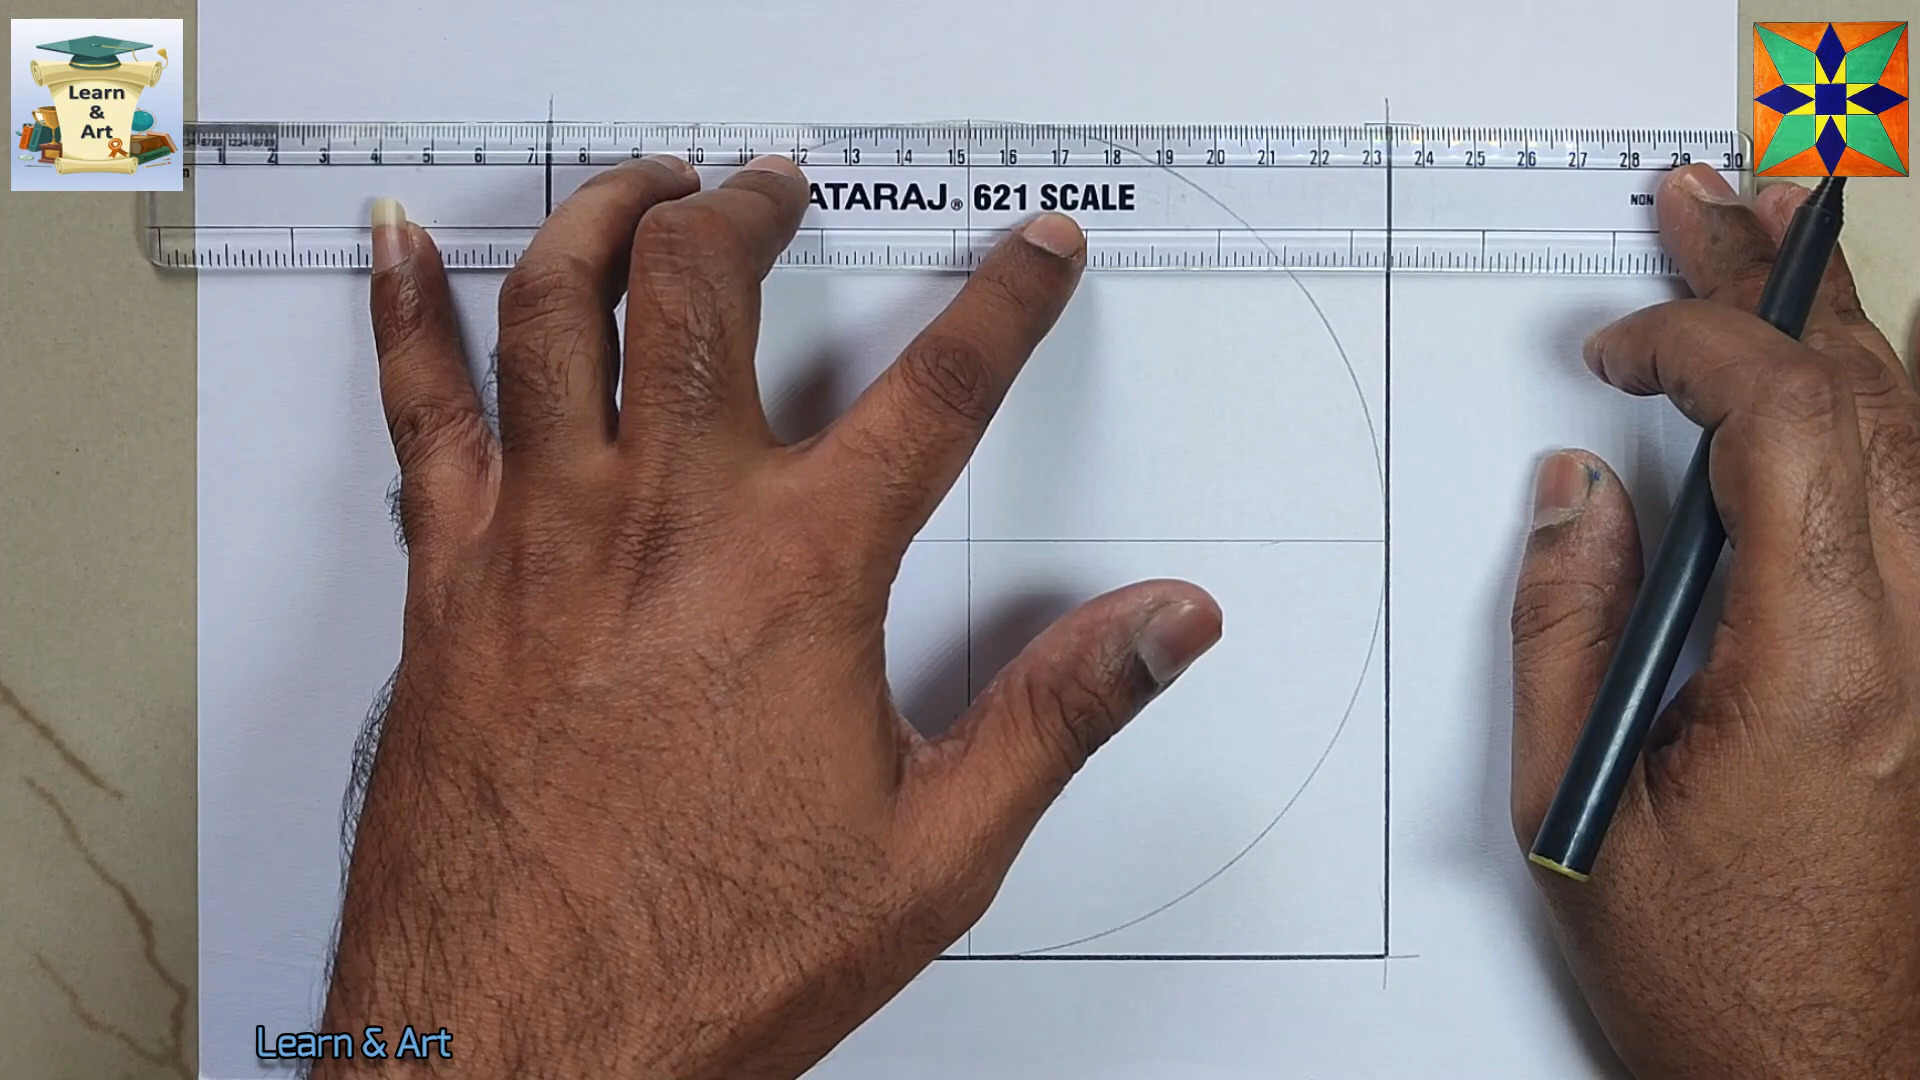 Learn
&
Art
1 2 3 4 5 6 7 8 9 10 11 12 13 14 15 16 17 18 19 20 21 22 23 24 25 26 27 28 29 30
ATARAJ® 621 SCALE
NON
Learn & Art